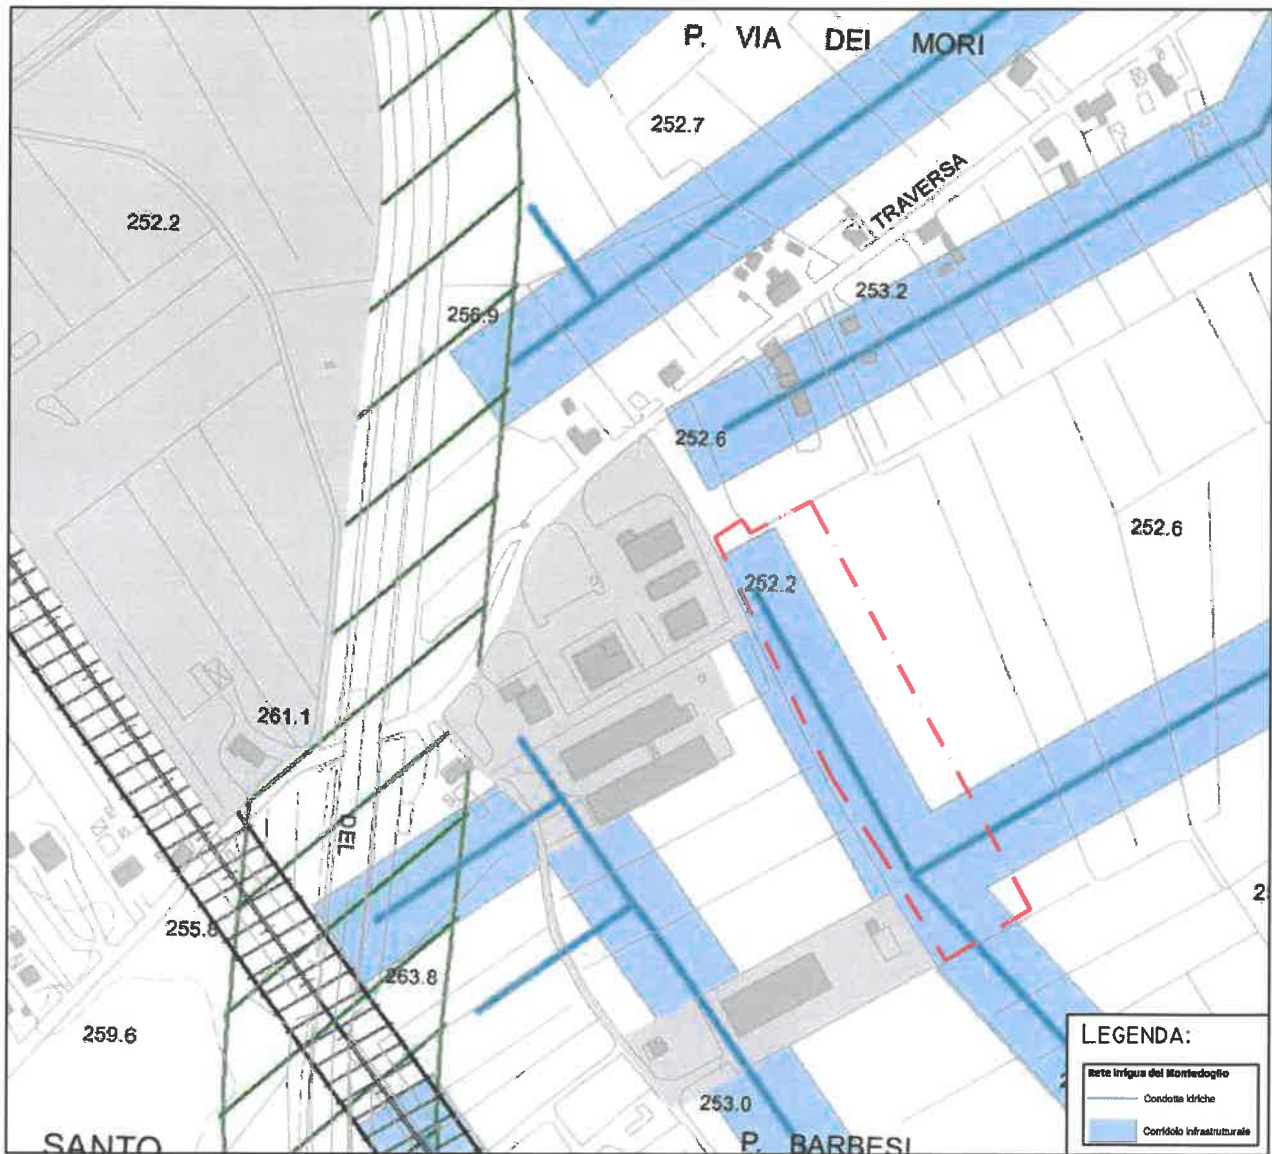 P. VIA DEI MORI
252.7
TRAVERSA
252.2
253.2
256.9
252.6
252.6
252.2
261.1
DEL
255.8
263.8
259.6
253.0
SANTO
P. BARBESI
LEGENDA:
Rete irrigua del Montedoglio
Condotte idriche
Corridoio infrastrutturale